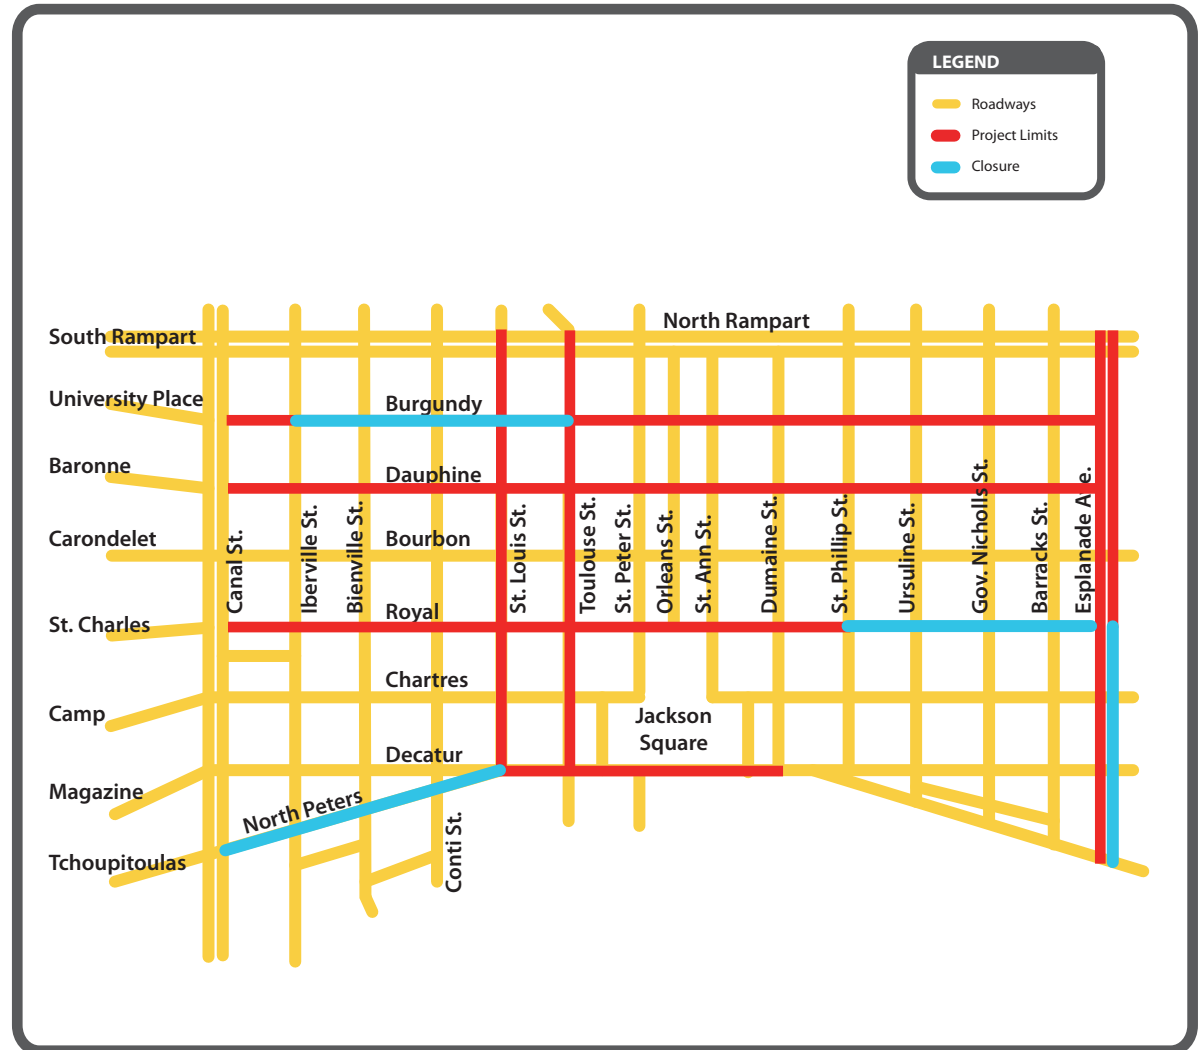 LEGEND
Roadways
Project Limits
Closure
North Rampart
South Rampart
University Place
Burgundy
Baronne
Dauphine
Carondelet
Bourbon
St. Charles
Royal
Canal St.
Iberville St.
Bienville St.
St. Louis St.
Toulouse St.
St. Peter St.
Orleans St.
St. Ann St.
Dumaine St.
St. Phillip St.
Ursuline St.
Gov. Nicholls St.
Barracks St.
Esplanade Ave.
Chartres
Camp
Jackson
Square
Decatur
Magazine
North Peters
Conti St.
Tchoupitoulas